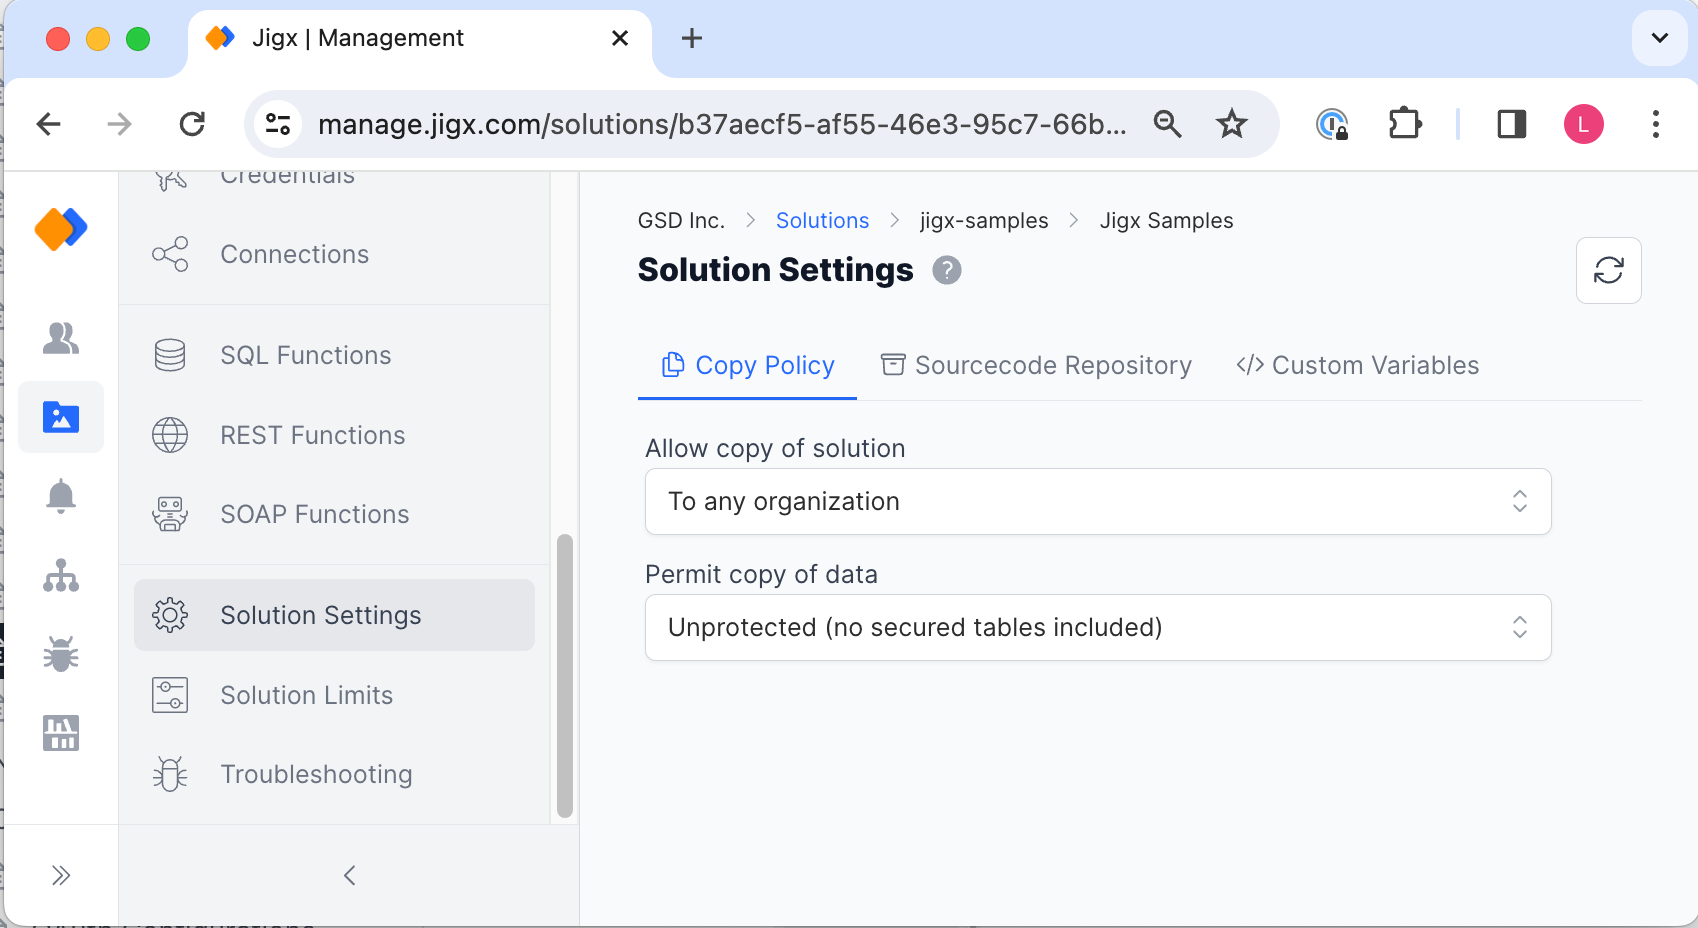 Jigx | Management
manage.jigx.com/solutions/b37aecf5-af55-46e3-95c7-66b...
L
Credentials
Connections
SQL Functions
REST Functions
SOAP Functions
Solution Settings
Solution Limits
Troubleshooting
GSD Inc. > Solutions > jigx-samples > Jigx Samples
Solution Settings ?
Copy Policy
Sourcecode Repository
</> Custom Variables
Allow copy of solution
To any organization
Permit copy of data
Unprotected (no secured tables included)